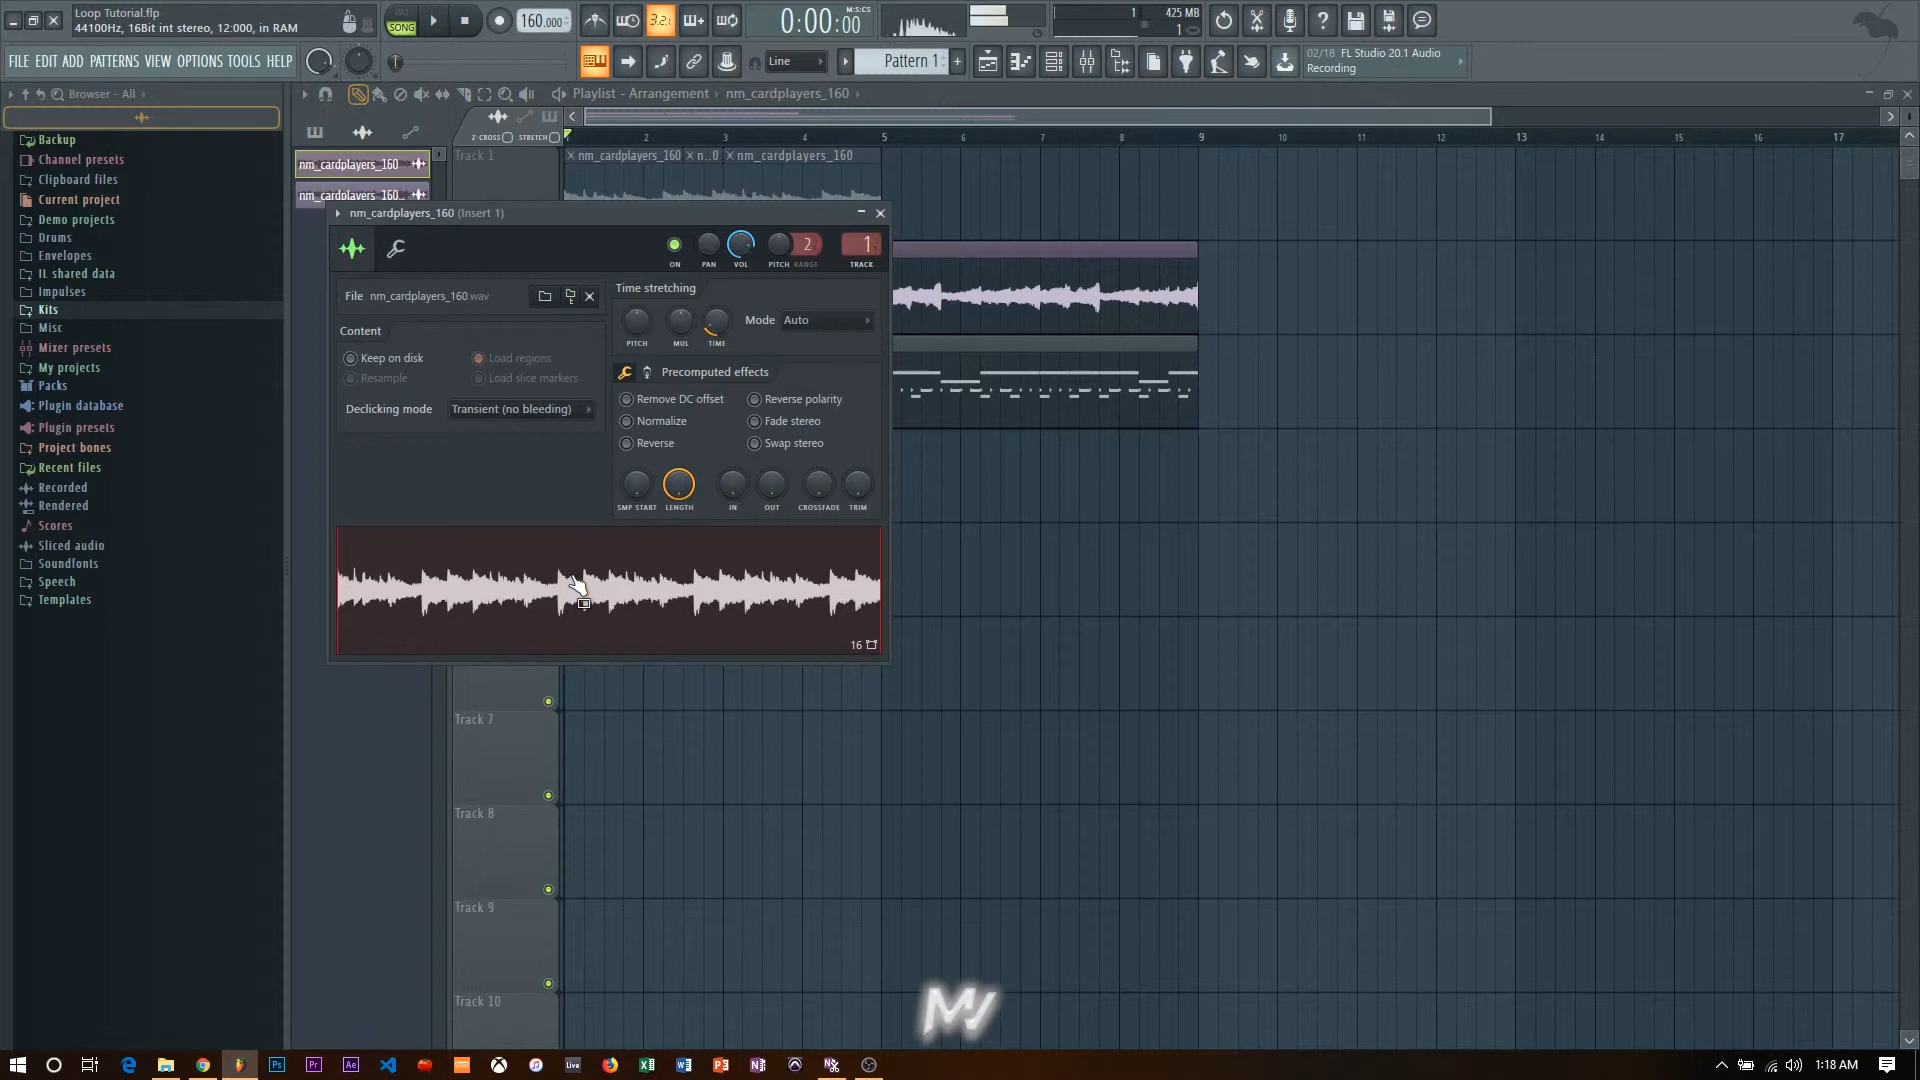 Loop Tutorial.flp
44100Hz, 16Bit int stereo, 12:000, in RAM
PAT
SONG
160.000
3.2.
0:00:00
M:S:CS
1
425 MB
1
FILE EDIT ADD PATTERNS VIEW OPTIONS TOOLS HELP
Line
Pattern 1
02/18 FL Studio 20.1 Audio
Recording
Browser - All
Playlist - Arrangement
nm_cardplayers_160
Z-CROSS
STRETCH
2
3
4
5
6
7
8
9
10
11
12
13
14
15
16
17
Backup
Channel presets
Clipboard files
Current project
Demo projects
Drums
Envelopes
IL shared data
Impulses
Kits
Misc
Mixer presets
My projects
Packs
Plugin database
Plugin presets
Project bones
Recent files
Recorded
Rendered
Scores
Sliced audio
Soundfonts
Speech
Templates
nm_cardplayers_160
nm_cardplayers_160..
Track 1
nm_cardplayers_160
n..0
nm_cardplayers_160
nm_cardplayers_160 (Insert 1)
ON
PAN
VOL
PITCH
RANGE
2
1
TRACK
File nm_cardplayers_160.wav
Content
Keep on disk
Load regions
Resample
Load slice markers
Declicking mode
Transient (no bleeding)
Time stretching
PITCH
MUL
TIME
Mode Auto
Precomputed effects
Remove DC offset
Reverse polarity
Normalize
Fade stereo
Reverse
Swap stereo
SMP START
LENGTH
IN
OUT
CROSSFADE
TRIM
16
Track 7
Track 8
Track 9
Track 10
MJ
Ps
Pr
Ae
Live
1:18 AM